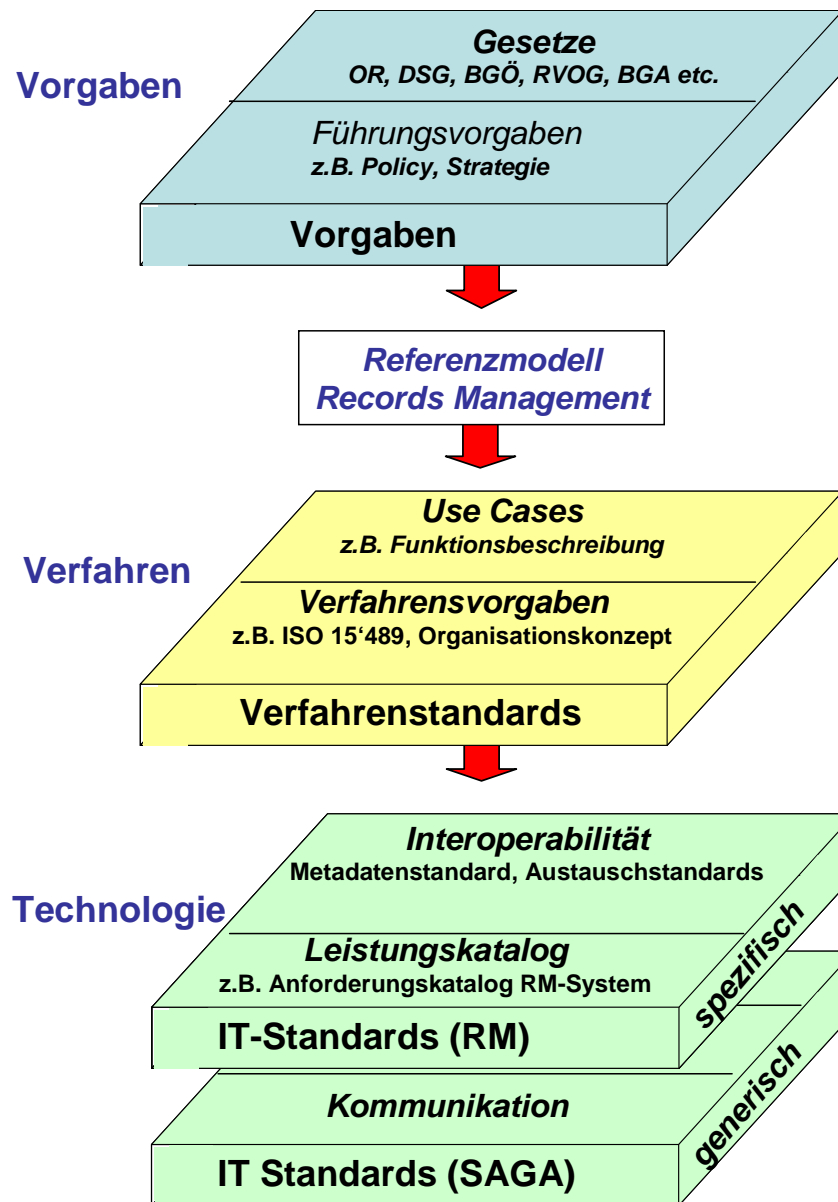 Vorgaben
Gesetze
OR, DSG, BGÖ, RVOG, BGA etc.
Führungsvorgaben
z.B. Policy, Strategie
Vorgaben
Referenzmodell
Records Management
Verfahren
Use Cases
z.B. Funktionsbeschreibung
Verfahrensvorgaben
z.B. ISO 15‘489, Organisationskonzept
Verfahrenstandards
Technologie
Interoperabilität
Metadatenstandard, Austauschstandards
Leistungskatalog
z.B. Anforderungskatalog RM-System
IT-Standards (RM)
spezifisch
Kommunikation
IT Standards (SAGA)
generisch